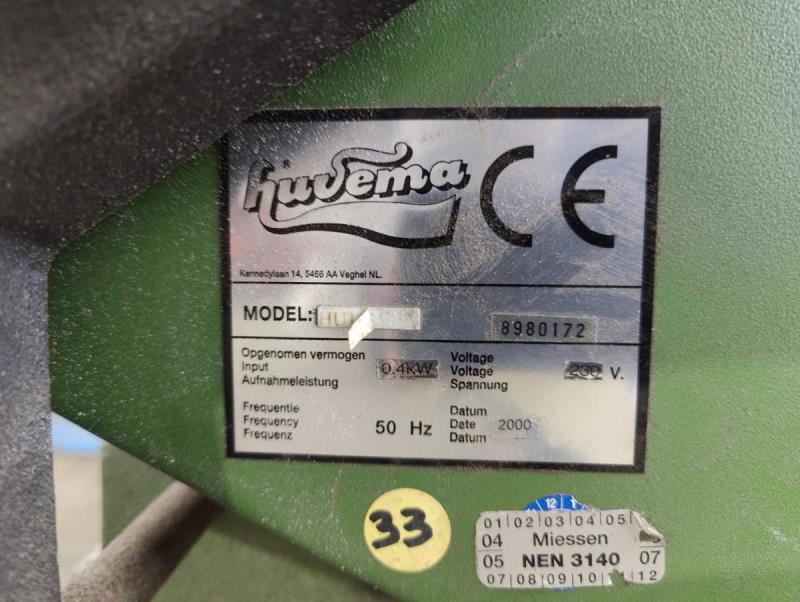 huvema®
CE
Kennedylaan 14, 5466 AA Veghel NL.
MODEL:
8980172
Opgenomen vermogen
Input
Aufnahmeleistung
0.4kW
Voltage
Voltage
Spannung
230 V.
Frequentie
Frequency
Frequenz
50 Hz
Datum
Date
Datum
2000
33
12 1
01 02 03 04 05
04 Miessen
05 NEN 3140 07
07 08 09 10 12